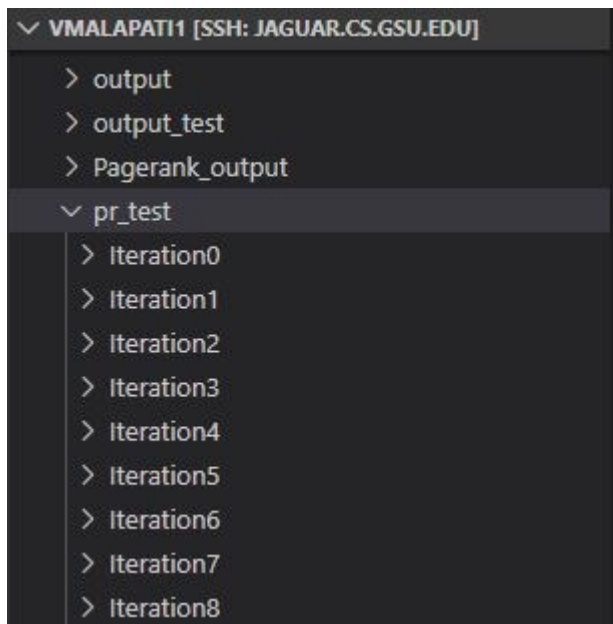 VMALAPATI1 [SSH: JAGUAR.CS.GSU.EDU]
output
output_test
Pagerank_output
pr_test
Iteration0
Iteration1
Iteration2
Iteration3
Iteration4
Iteration5
Iteration6
Iteration7
Iteration8